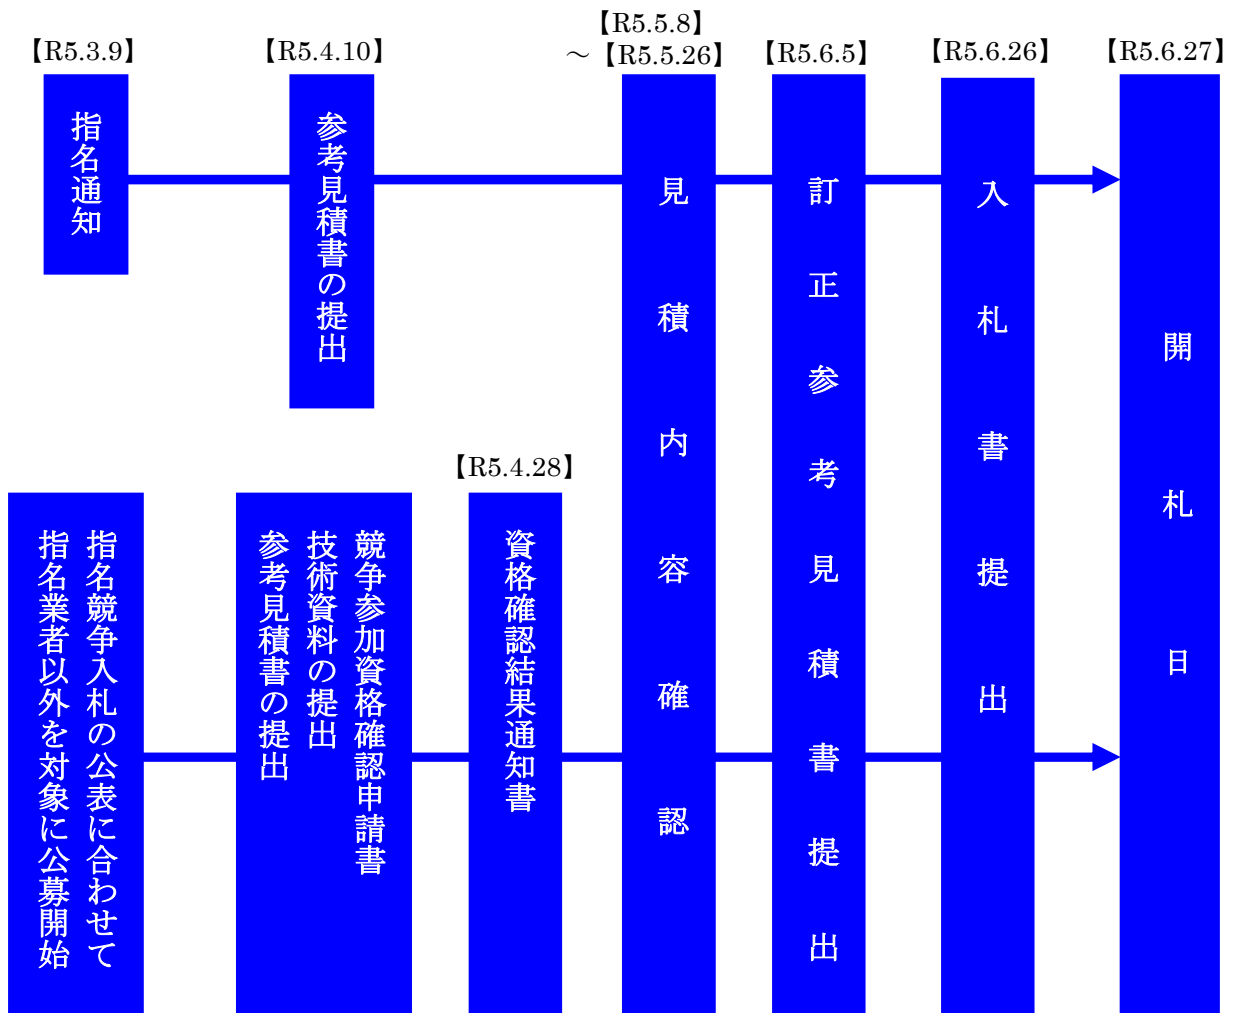 【R5.3.9】
【R5.4.10】
【R5.5.8】
～【R5.5.26】
【R5.6.5】
【R5.6.26】
【R5.6.27】
指名通知
参考見積書の提出
見積内容確認
訂正参考見積書提出
入札書提出
開札日
【R5.4.28】
指名競争入札の公表に合わせて
指名業者以外を対象に公募開始
競争参加資格確認申請書
技術資料の提出
参考見積書の提出
資格確認結果通知書